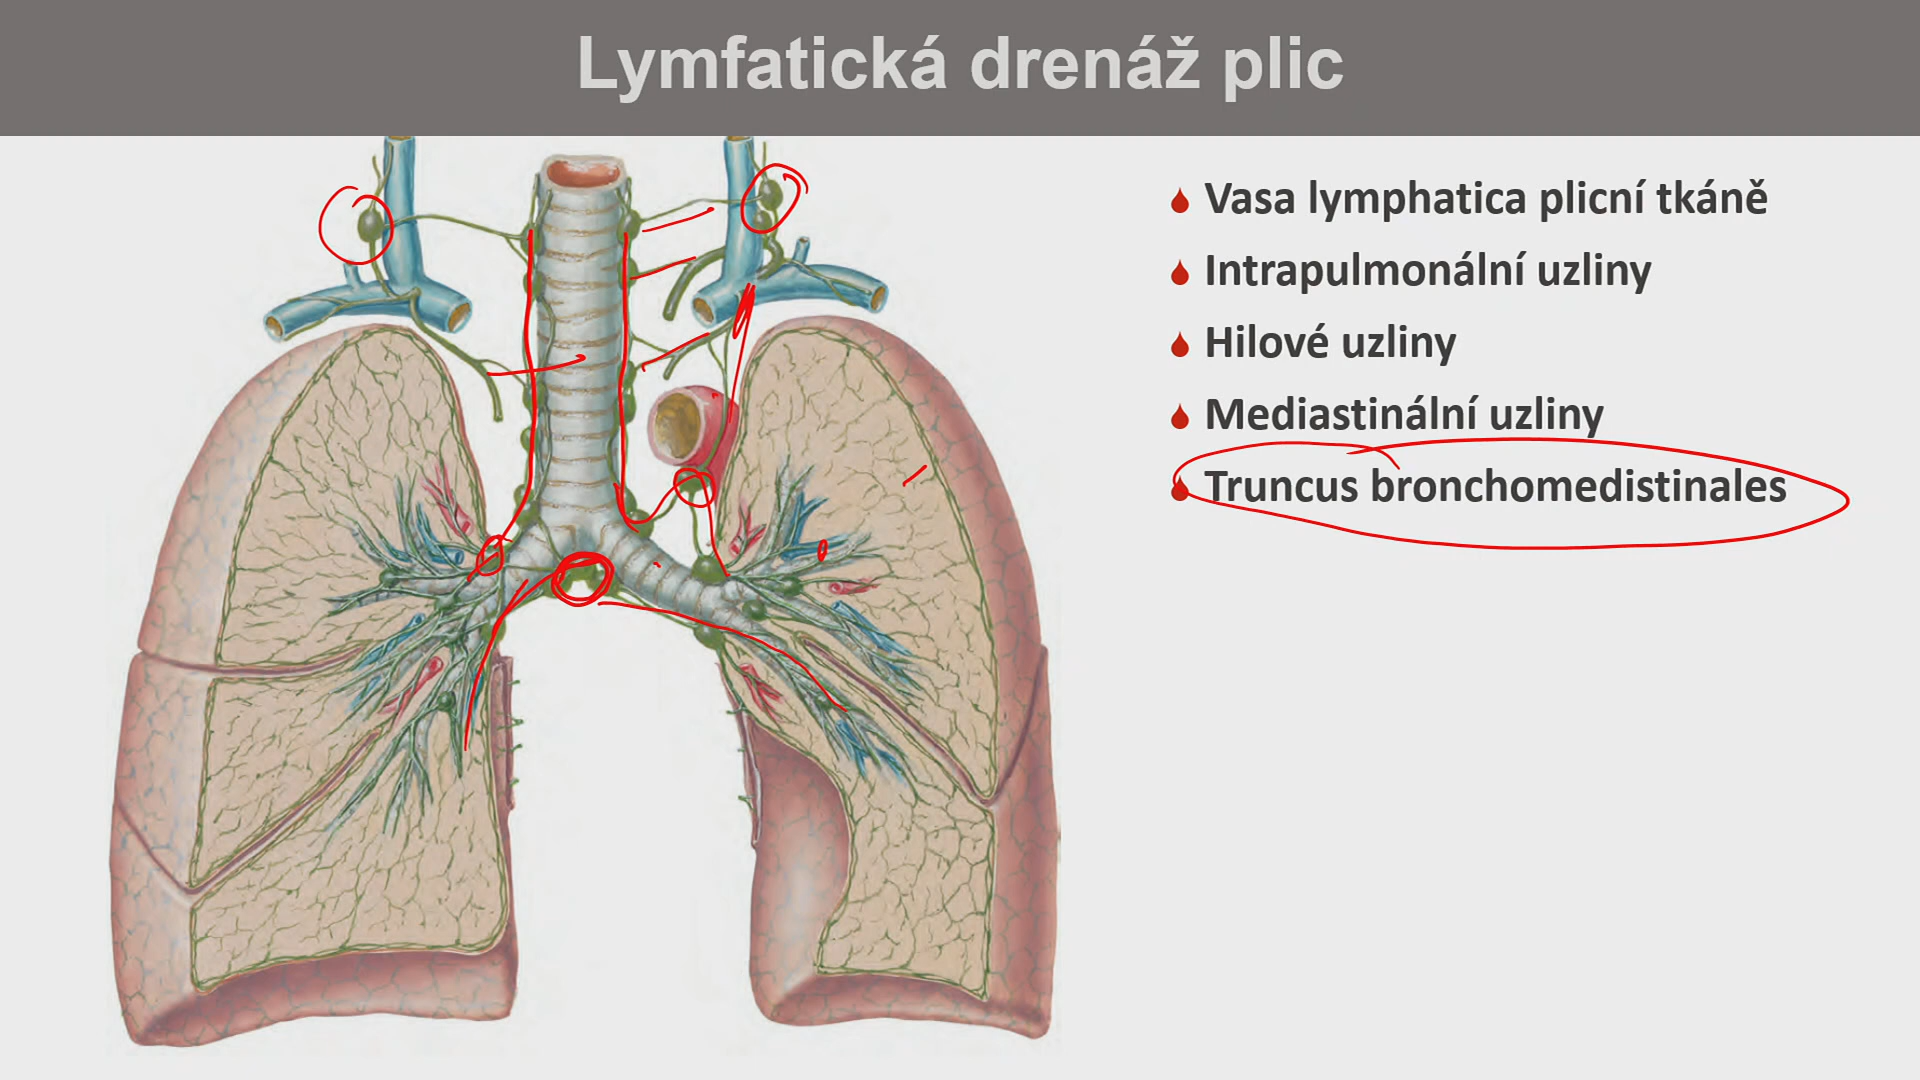 Lymfatická drenáž plic
Vasa lymphatica plicní tkáně
Intrapulmonální uzliny
Hilové uzliny
Mediastinální uzliny
Truncus bronchomedistinales